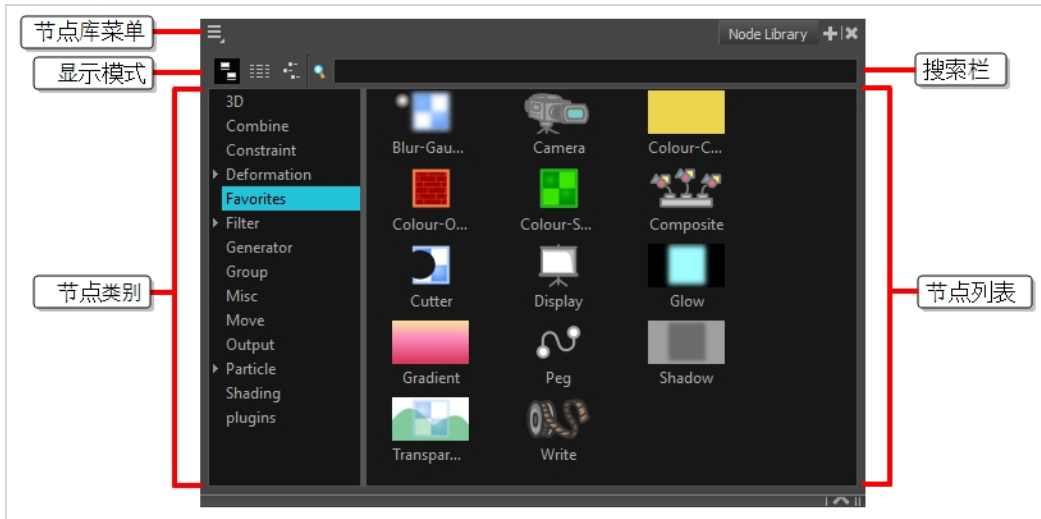 节点库菜单
Node Library
显示模式
搜索栏
3D
Combine
Constraint
Deformation
Favorites
Filter
Generator
Group
Misc
Move
Output
Particle
Shading
plugins
节点类别
Blur-Gau...
Camera
Colour-C...
Colour-O...
Colour-S...
Composite
Cutter
Display
Glow
Gradient
Peg
Shadow
Transpar...
Write
节点列表